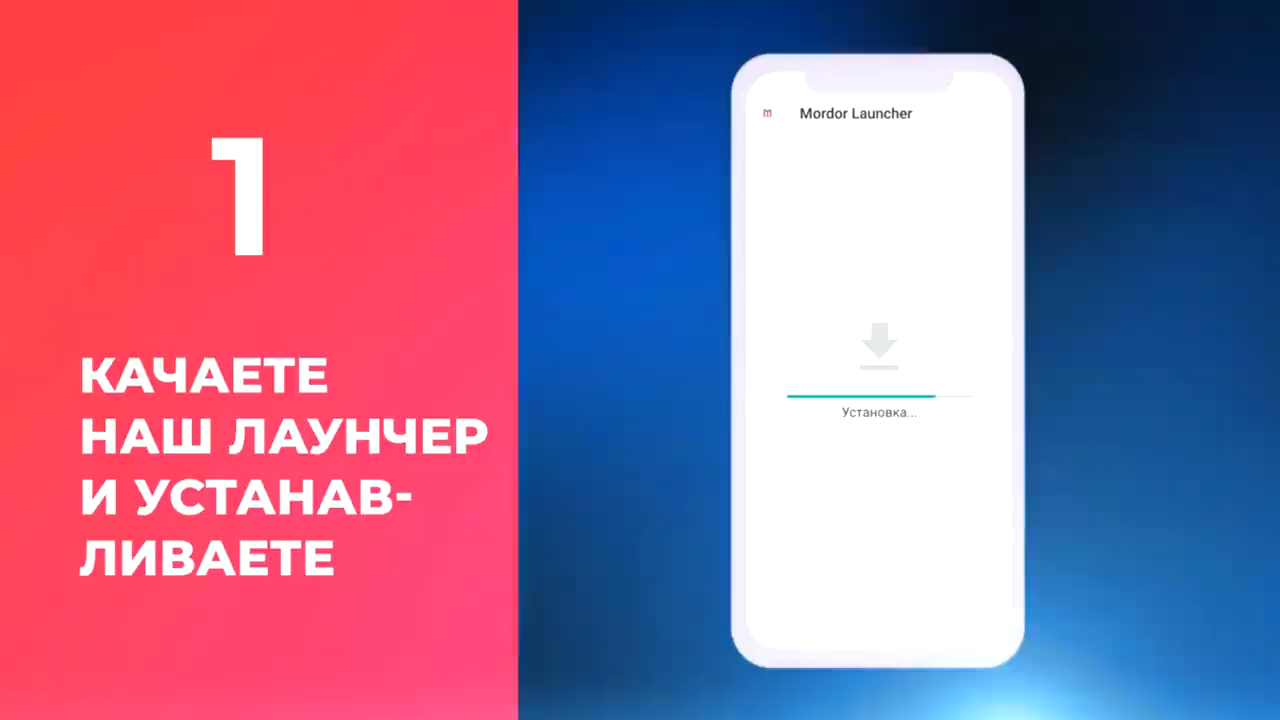 1
КАЧАЕТЕ
НАШ ЛАУНЧЕР
И УСТАНАВ-
ЛИВАЕТЕ
m Mordor Launcher
Установка...